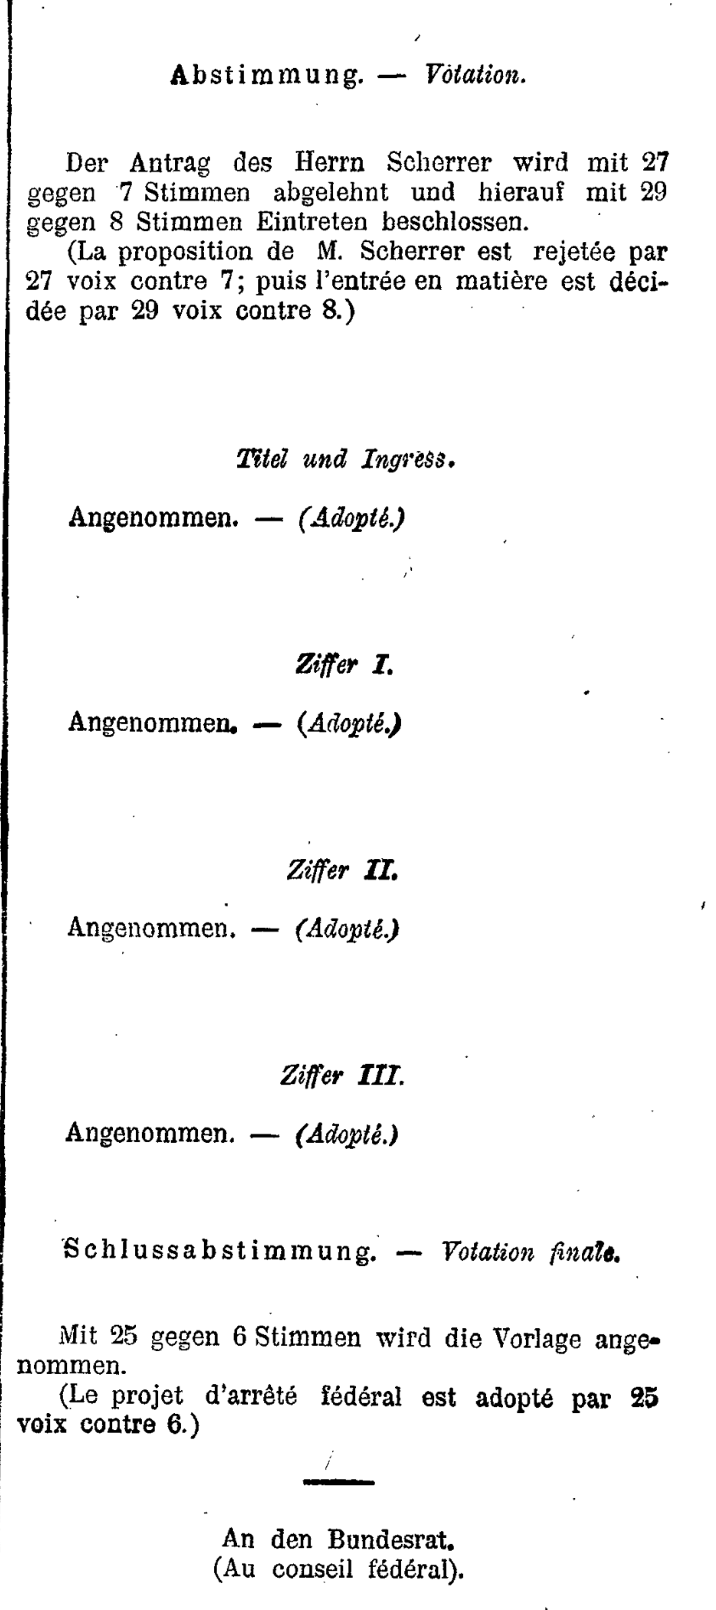 Abstimmung. — Votation.
Der Antrag des Herrn Scherrer wird mit 27
gegen 7 Stimmen abgelehnt und hierauf mit 29
gegen 8 Stimmen Eintreten beschlossen.
(La proposition de M. Scherrer est rejetée par
27 voix contre 7; puis l'entrée en matière est déci-
dée par 29 voix contre 8.)
Titel und Ingress.
Angenommen. — (Adopté.)
Ziffer I.
Angenommen. — (Adopté.)
Ziffer II.
Angenommen. — (Adopté.)
Ziffer III.
Angenommen. — (Adopté.)
Schlussabstimmung. — Votation finale.
Mit 25 gegen 6 Stimmen wird die Vorlage ange-
nommen.
(Le projet d'arrêté fédéral est adopté par 25
voix contre 6.)
An den Bundesrat.
(Au conseil fédéral).